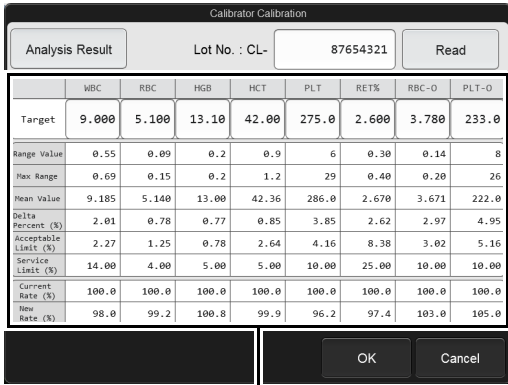 Calibrator Calibration
Analysis Result Lot No. : CL- 87654321 Read
WBC RBC HGB HCT PLT RET% RBC-O PLT-O
Target 9.000 5.100 13.10 42.00 275.0 2.600 3.780 233.0
Range Value 0.55 0.09 0.2 0.9 6 0.30 0.14 8
Max Range 0.69 0.15 0.2 1.2 29 0.40 0.20 26
Mean Value 9.185 5.140 13.00 42.36 286.0 2.670 3.671 222.0
Delta
Percent (%) 2.01 0.78 0.77 0.85 3.85 2.62 2.97 4.95
Acceptable
Limit (%) 2.27 1.25 0.78 2.64 4.16 8.38 3.02 5.16
Service
Limit (%) 14.00 4.00 5.00 5.00 10.00 25.00 10.00 10.00
Current
Rate (%) 100.0 100.0 100.0 100.0 100.0 100.0 100.0 100.0
New
Rate (%) 98.0 99.2 100.8 99.9 96.2 97.4 103.0 105.0
OK Cancel